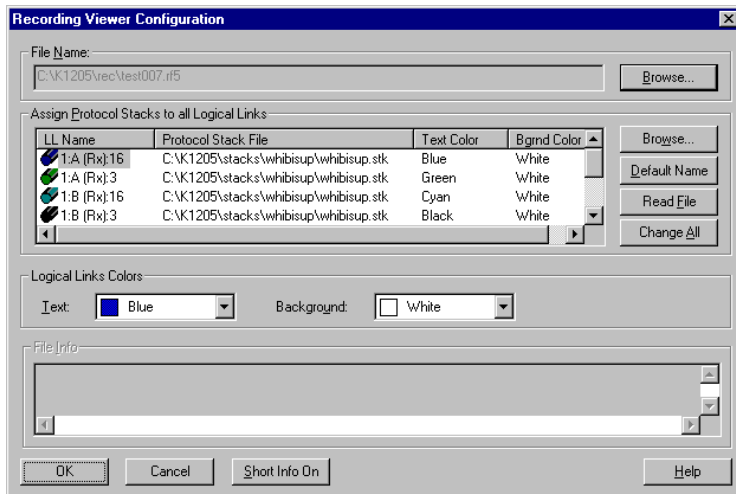 Recording Viewer Configuration
File Name:
C:\K1205\rec\test007.rf5
Browse...
Assign Protocol Stacks to all Logical Links
LL Name Protocol Stack File Text Color Bgrnd Color
1:A (Rx):16 C:\K1205\stacks\whibisup\whibisup.stk Blue White
1:A (Rx):3 C:\K1205\stacks\whibisup\whibisup.stk Green White
1:B (Rx):16 C:\K1205\stacks\whibisup\whibisup.stk Cyan White
1:B (Rx):3 C:\K1205\stacks\whibisup\whibisup.stk Black White
Browse...
Default Name
Read File
Change All
Logical Links Colors
Text: Blue Background: White
File Info
OK Cancel Short Info On Help